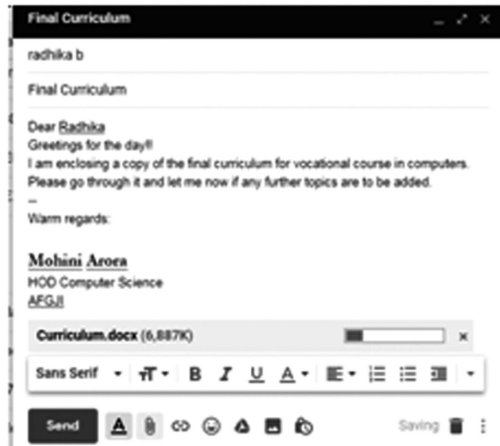 Final Curriculum
radhika b
Final Curriculum
Dear Radhika
Greetings for the day!!
I am enclosing a copy of the final curriculum for vocational course in computers.
Please go through it and let me now if any further topics are to be added.
--
Warm regards:
Mohini Arora
HOD Computer Science
AFGJI
Curriculum.docx (6,887K)
Sans Serif
B I U A
Send A
Saving